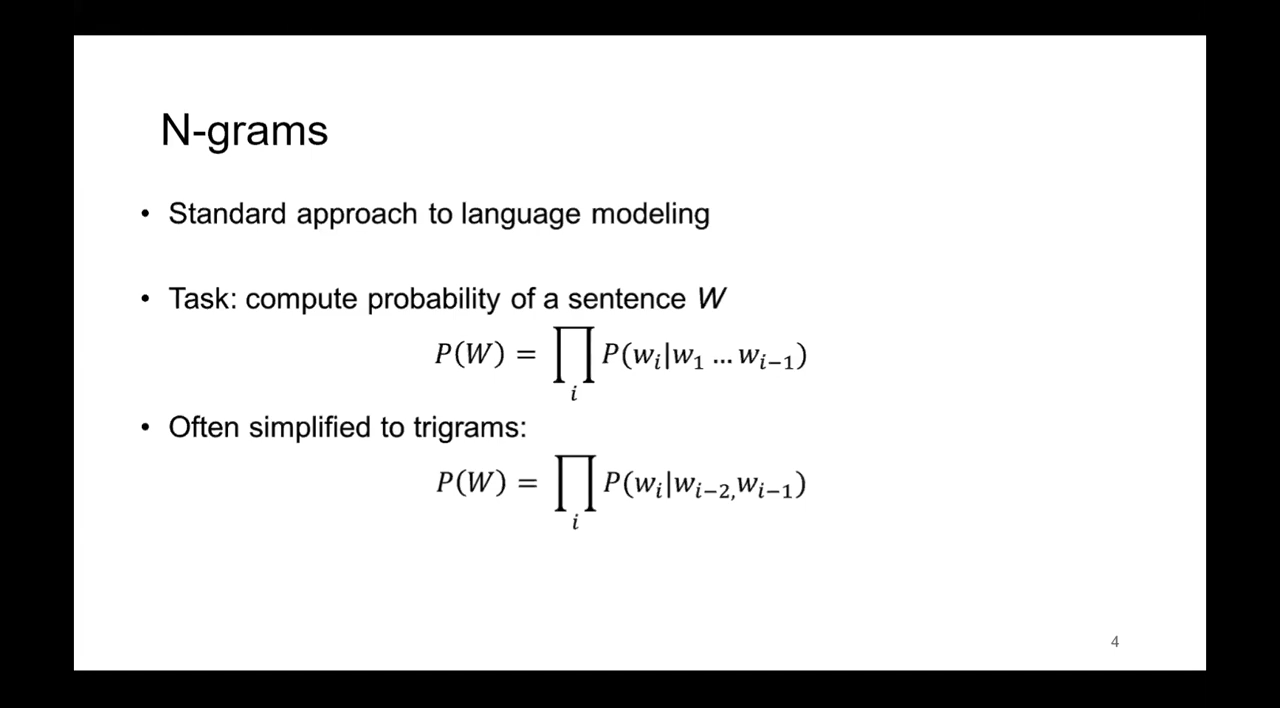 N-grams
• Standard approach to language modeling
• Task: compute probability of a sentence W
P(W) = ∏_i P(w_i|w_1 … w_{i−1})
• Often simplified to trigrams:
P(W) = ∏_i P(w_i|w_{i−2,}w_{i−1})
4